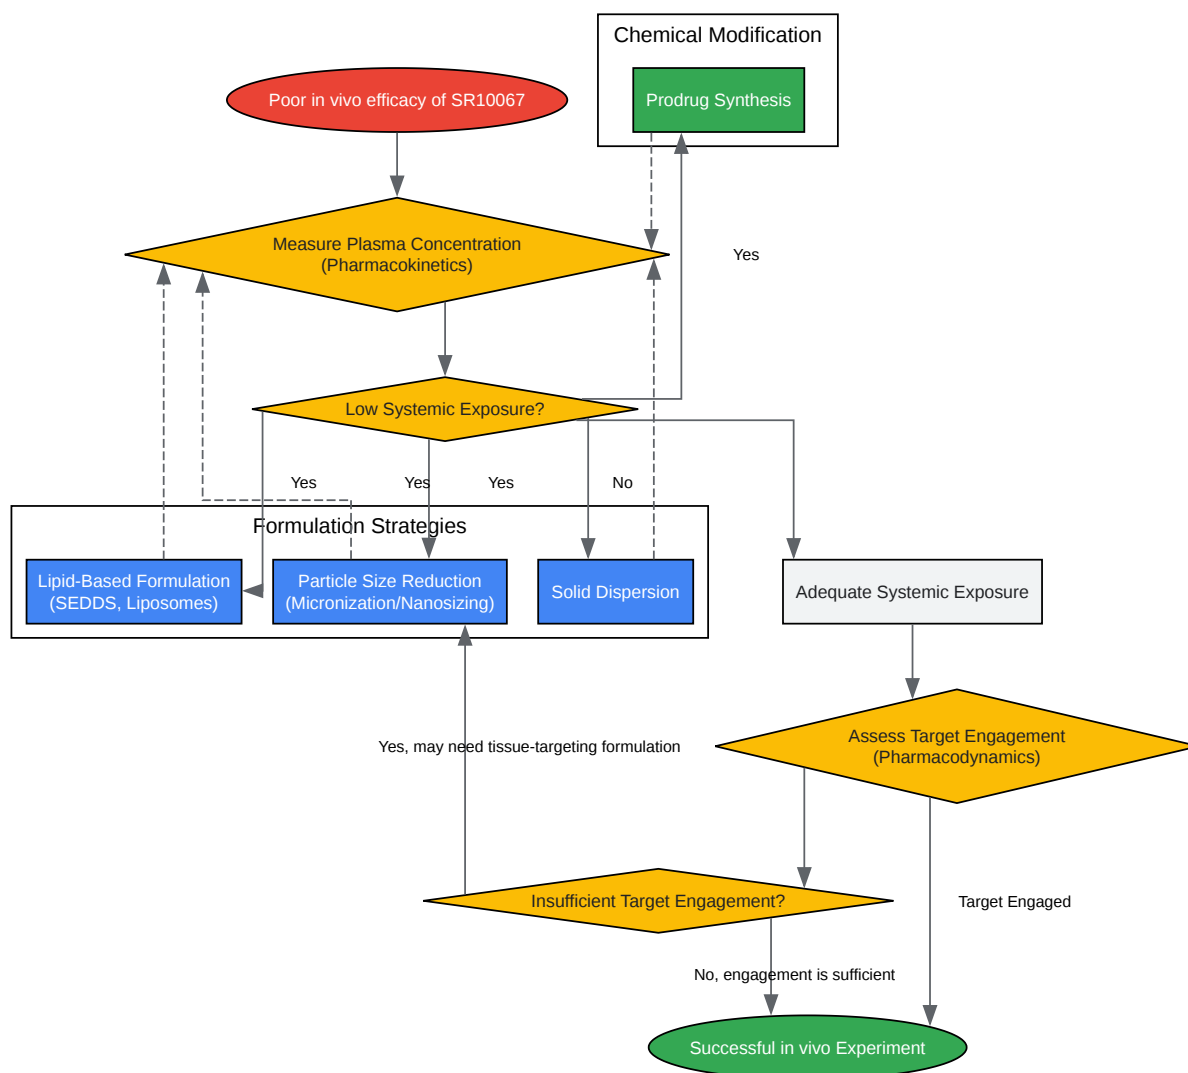 Chemical Modification
Prodrug Synthesis
Poor in vivo efficacy of SR10067
Measure Plasma Concentration
(Pharmacokinetics)
Yes
Low Systemic Exposure?
Yes
Yes
Yes
No
Formulation Strategies
Lipid-Based Formulation
(SEDDS, Liposomes)
Particle Size Reduction
(Micronization/Nanosizing)
Solid Dispersion
Adequate Systemic Exposure
Assess Target Engagement
(Pharmacodynamics)
Yes, may need tissue-targeting formulation
Insufficient Target Engagement?
Target Engaged
No, engagement is sufficient
Successful in vivo Experiment